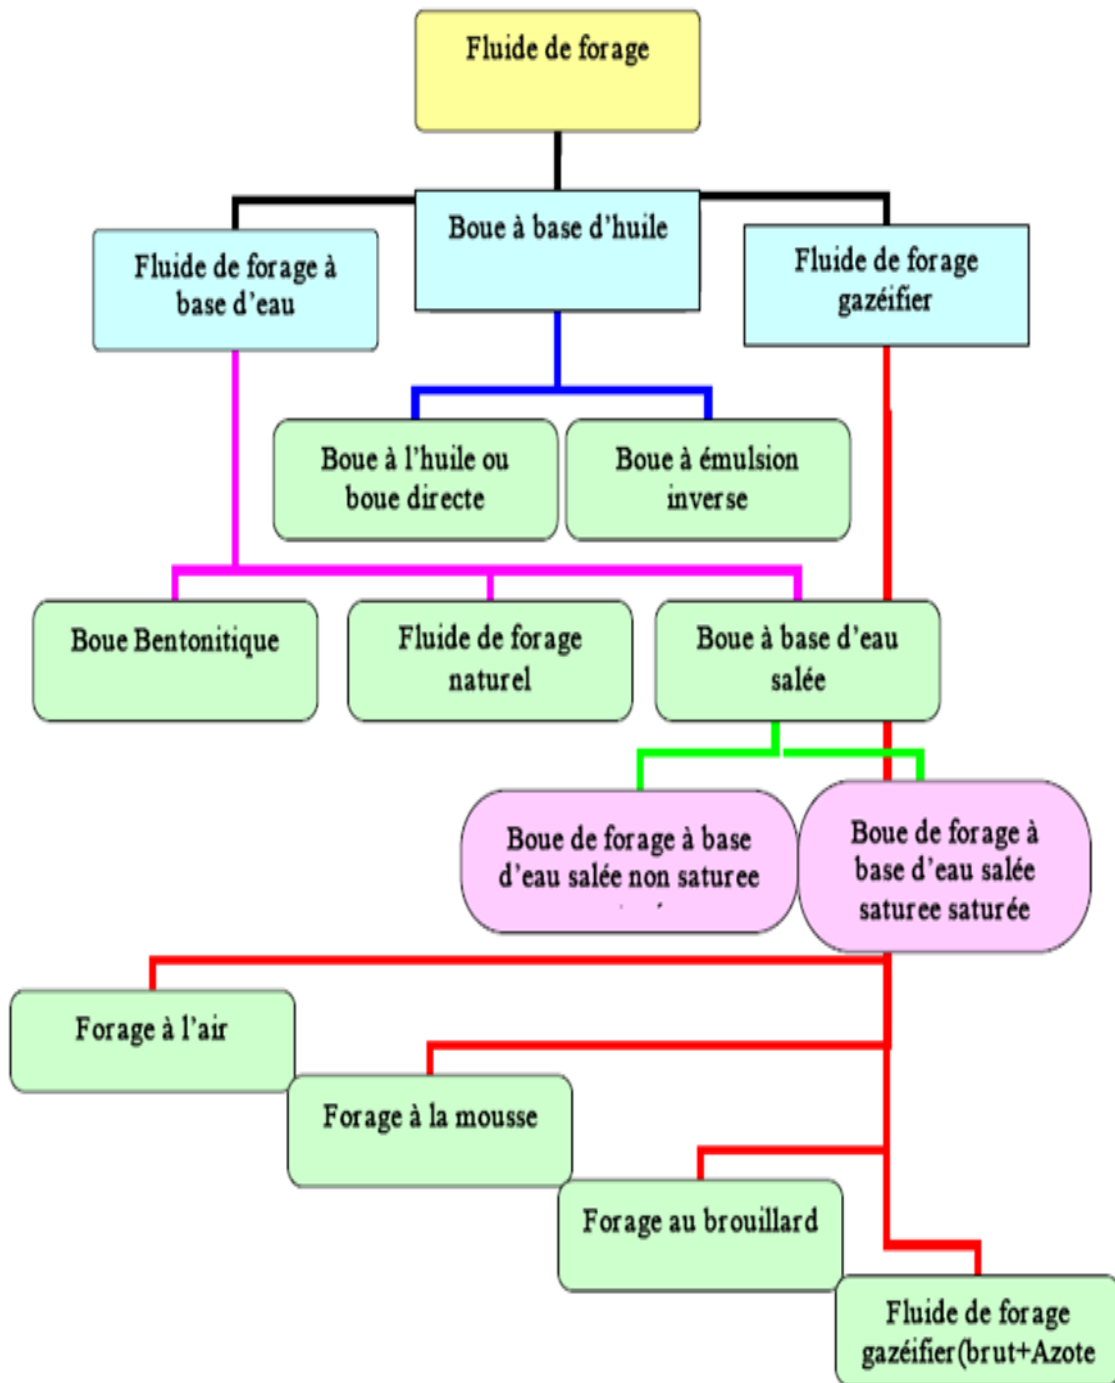 Fluide de forage
Boue à base d'huile
Fluide de forage à
base d'eau
Fluide de forage
gazéifier
Boue à l'huile ou
boue directe
Boue à émulsion
inverse
Boue Bentonitique
Fluide de forage
naturel
Boue à base d'eau
salée
Boue de forage à base
d'eau salée non saturee
Boue de forage à
base d'eau salée
saturee saturée
Forage à l'air
Forage à la mousse
Forage au brouillard
Fluide de forage
gazéifier(brut+Azote